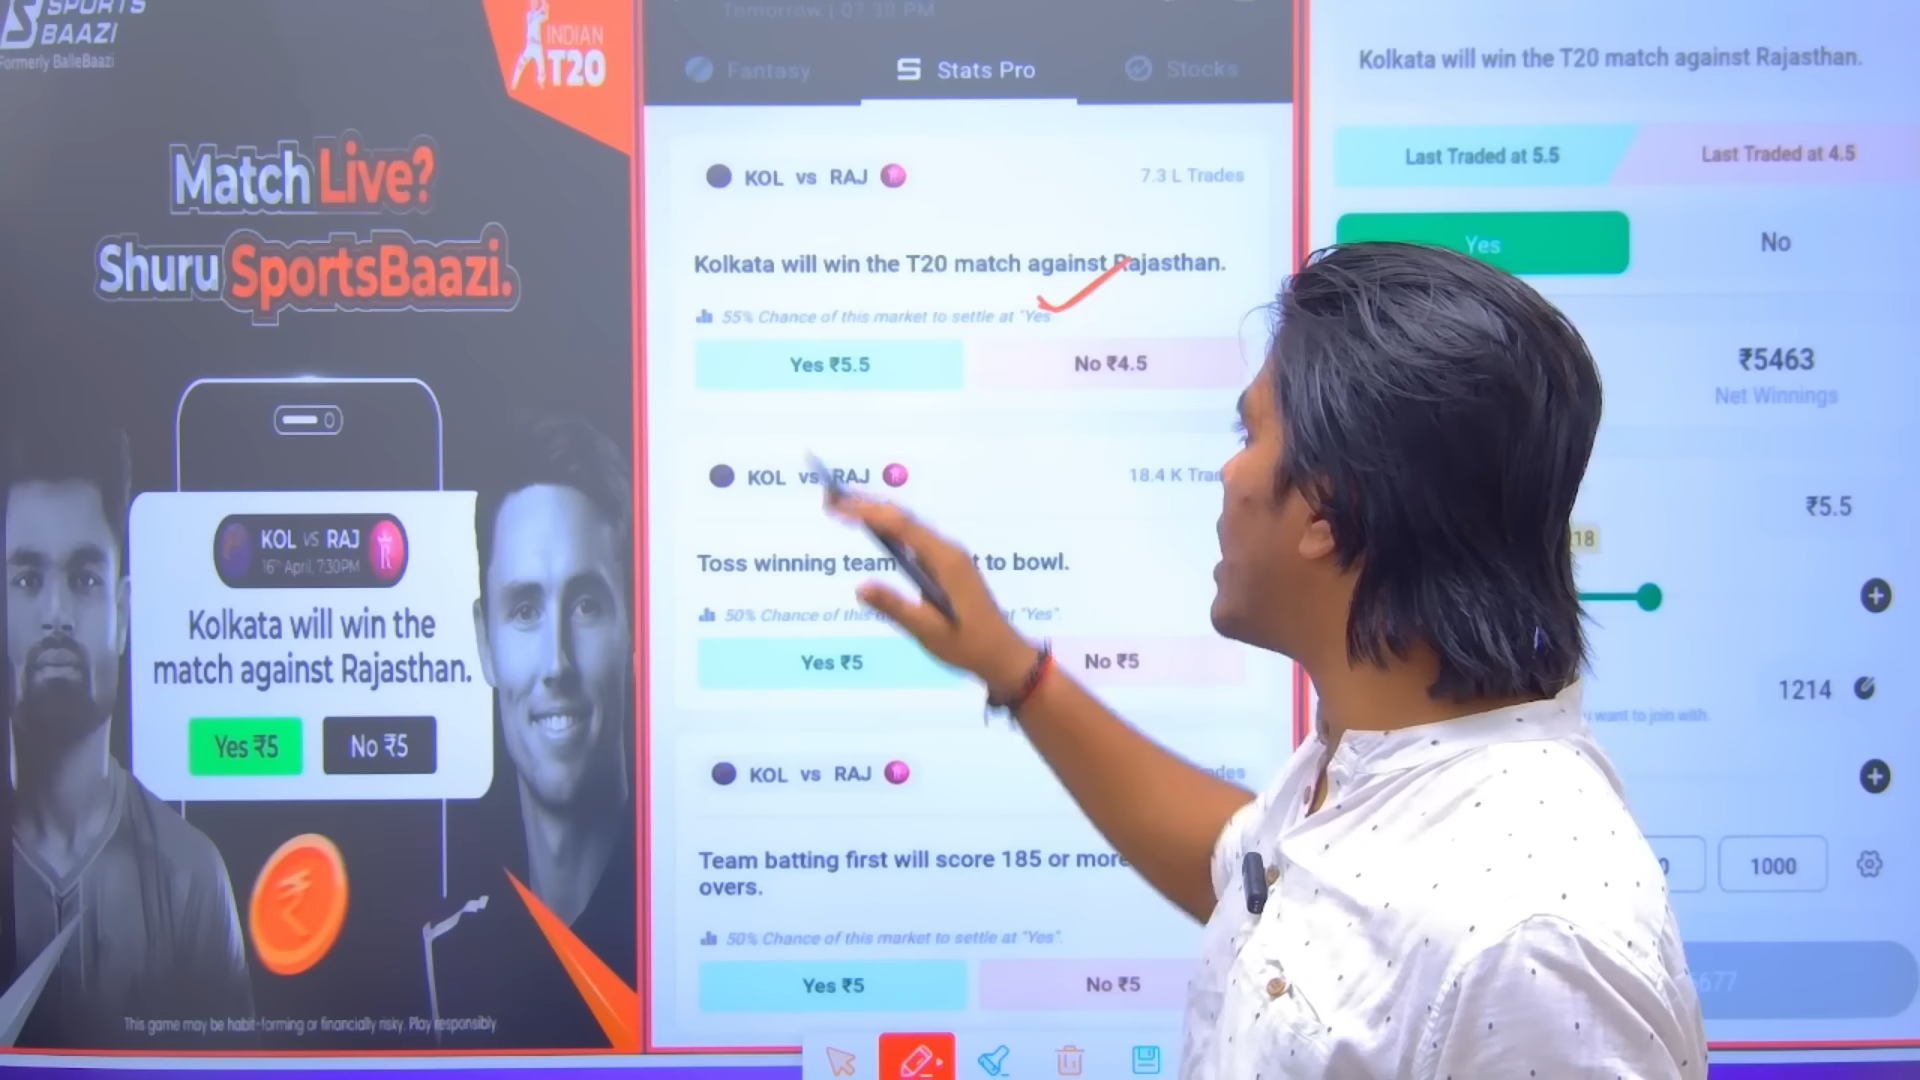 SPORTS
BAAZI
Formerly BalleBaazi
INDIAN
T20
Match Live?
Shuru SportsBaazi.
KOL VS RAJ
16th April, 7:30PM
Kolkata will win the
match against Rajasthan.
Yes ₹5
No ₹5
This game may be habit-forming or financially risky. Play responsibly
Tomorrow | 07:30 PM
Fantasy
Stats Pro
Stocks
KOL vs RAJ
7.3 L Trades
Kolkata will win the T20 match against Rajasthan.
55% Chance of this market to settle at "Yes
Yes ₹5.5
No ₹4.5
KOL vs RAJ
18.4 K
Toss winning team to bowl.
50% Chance of this at "Yes".
Yes ₹5
No ₹5
KOL vs RAJ
Team batting first will score 185 or more
overs.
50% Chance of this market to settle at "Yes".
Yes ₹5
No ₹5
Kolkata will win the T20 match against Rajasthan.
Last Traded at 5.5
Last Traded at 4.5
Yes
No
₹5463
Net Winnings
₹5.5
1214
want to join with.
1000